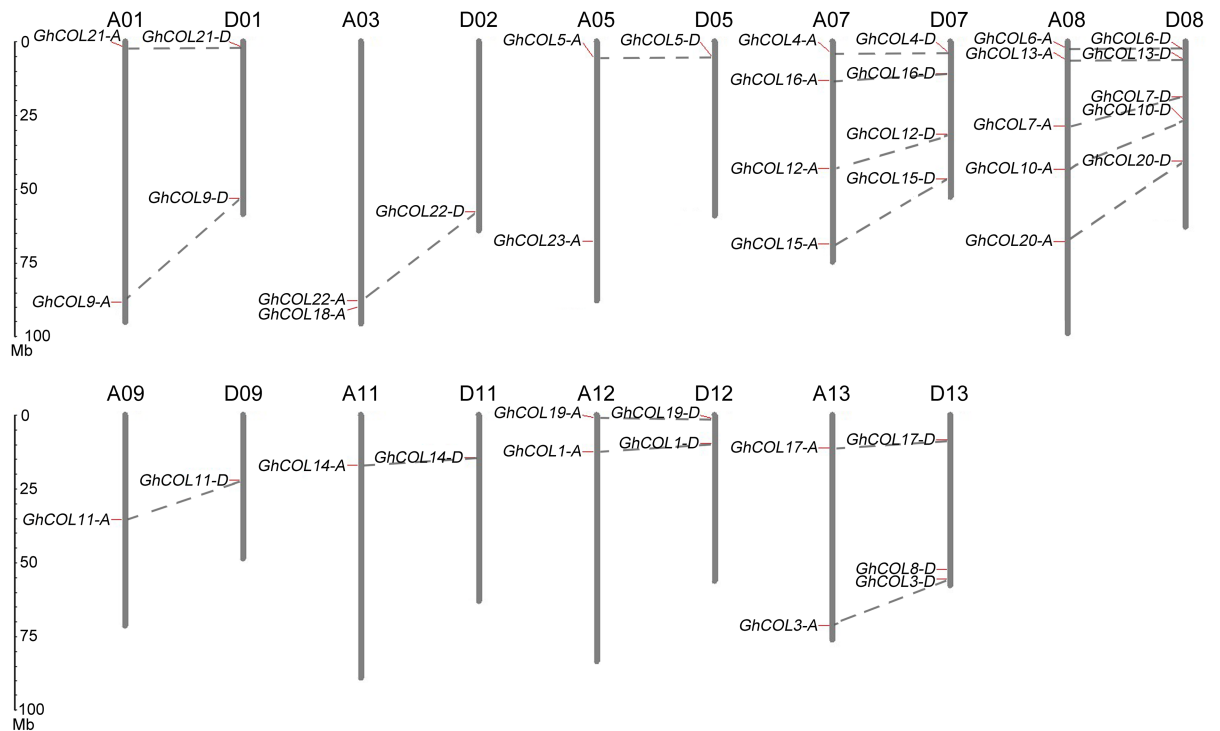 A01 D01 A03 D02 A05 D05 A07 D07 A08 D08
0
GhCOL21-A GhCOL21-D GhCOL5-A GhCOL5-D GhCOL4-A GhCOL4-D GhCOL6-A GhCOL6-D
GhCOL13-A GhCOL13-D
GhCOL16-A GhCOL16-D
GhCOL7-D
GhCOL10-D
25
GhCOL7-A
GhCOL12-D
GhCOL20-D
GhCOL12-A GhCOL10-A
GhCOL15-D
50
GhCOL9-D
GhCOL22-D
GhCOL23-A GhCOL15-A GhCOL20-A
75
GhCOL9-A GhCOL22-A
GhCOL18-A
100
Mb
A09 D09 A11 D11 A12 D12 A13 D13
0
GhCOL19-A GhCOL19-D
GhCOL17-D
GhCOL1-D
GhCOL1-A GhCOL17-A
GhCOL14-A GhCOL14-D
25
GhCOL11-D
GhCOL11-A
50
GhCOL8-D
GhCOL3-D
GhCOL3-A
75
100
Mb